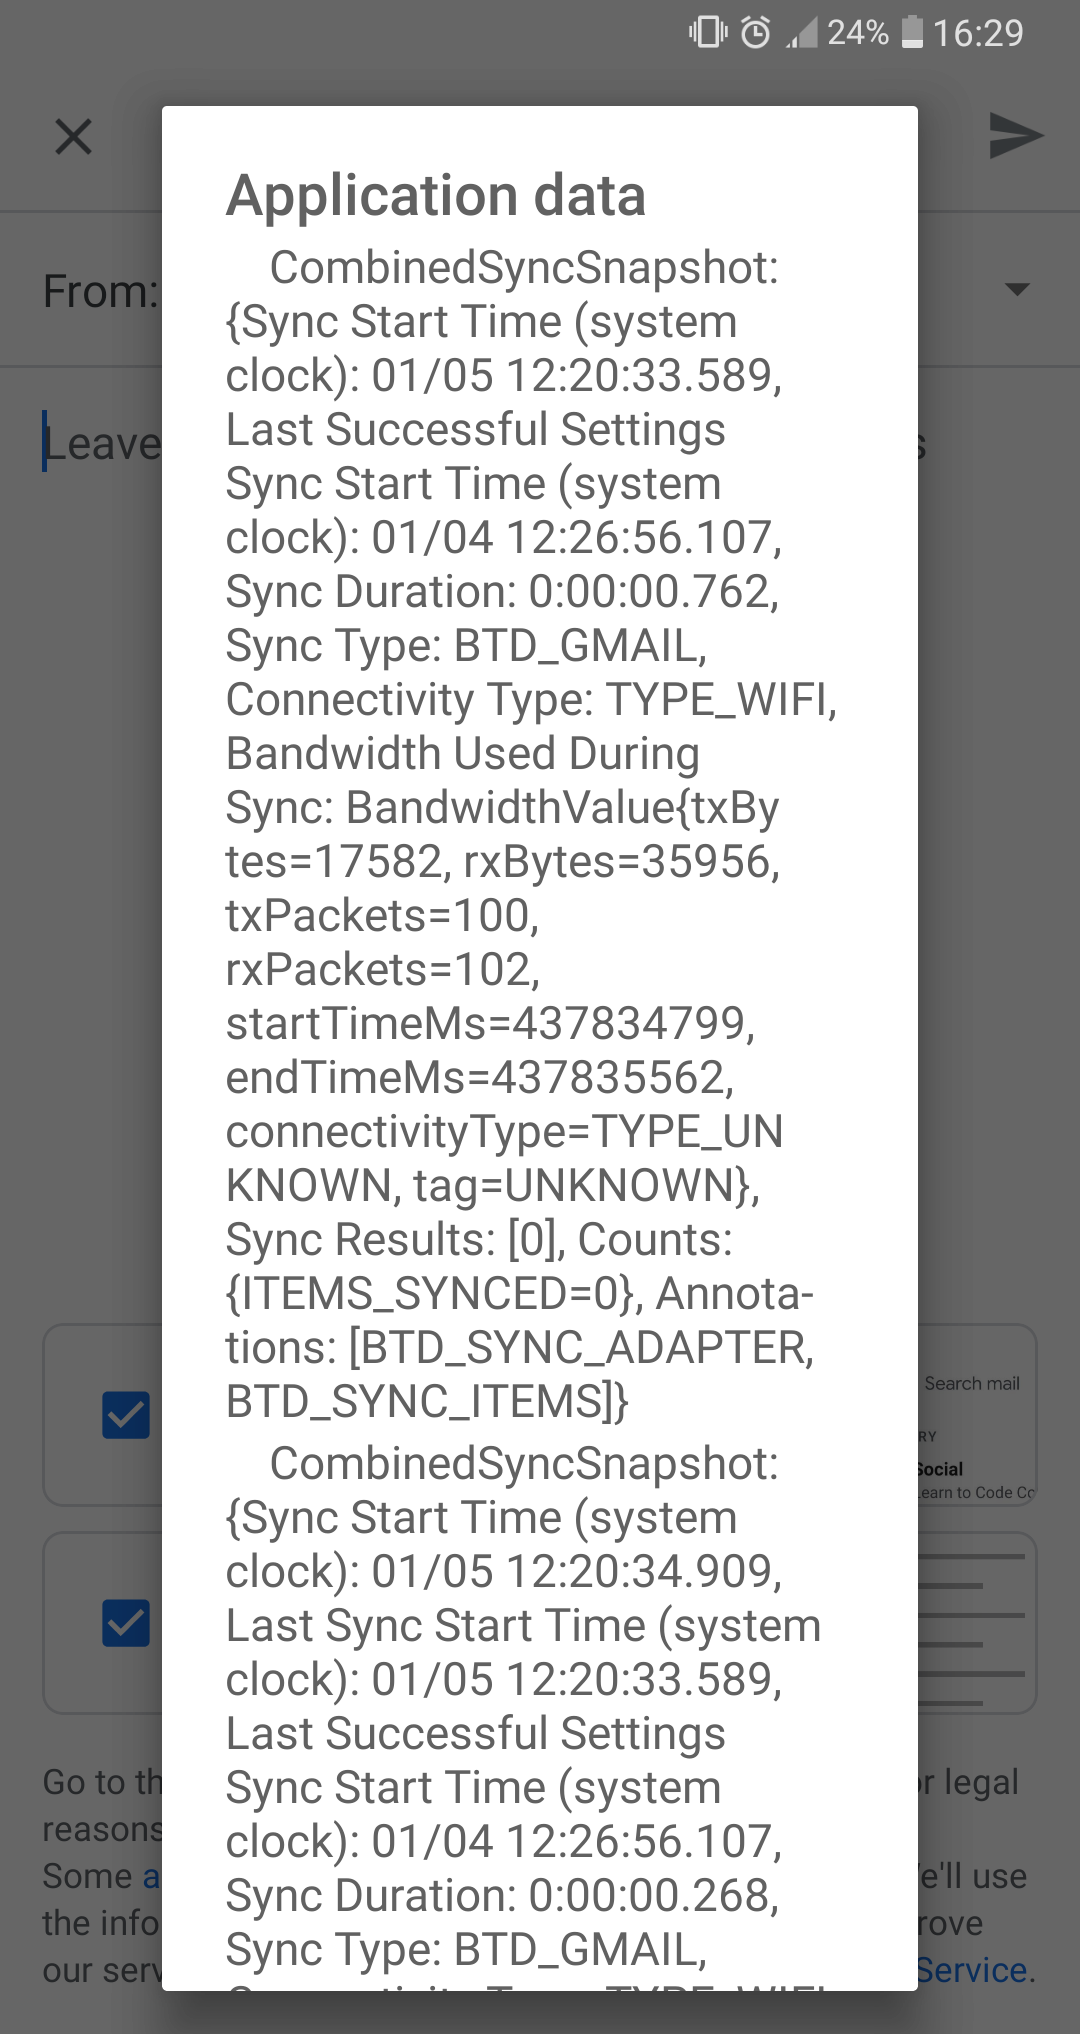 24% 16:29
Application data
From:
CombinedSyncSnapshot:
{Sync Start Time (system
clock): 01/05 12:20:33.589,
Last Successful Settings
Leave
Sync Start Time (system
clock): 01/04 12:26:56.107,
Sync Duration: 0:00:00.762,
Sync Type: BTD_GMAIL,
Connectivity Type: TYPE_WIFI,
Bandwidth Used During
Sync: BandwidthValue{txBy
tes=17582, rxBytes=35956,
txPackets=100,
rxPackets=102,
startTimeMs=437834799,
endTimeMs=437835562,
connectivityType=TYPE_UN
KNOWN, tag=UNKNOWN},
Sync Results: [0], Counts:
{ITEMS_SYNCED=0}, Annota-
tions: [BTD_SYNC_ADAPTER,
BTD_SYNC_ITEMS]}
CombinedSyncSnapshot:
{Sync Start Time (system
clock): 01/05 12:20:34.909,
Last Sync Start Time (system
clock): 01/05 12:20:33.589,
Last Successful Settings
Sync Start Time (system
clock): 01/04 12:26:56.107,
Sync Duration: 0:00:00.268,
Sync Type: BTD_GMAIL,
Search mail
RY
Social
Learn to Code Co
Go to th
r legal
reasons
Some a
e'll use
the info
rove
our serv
Service.